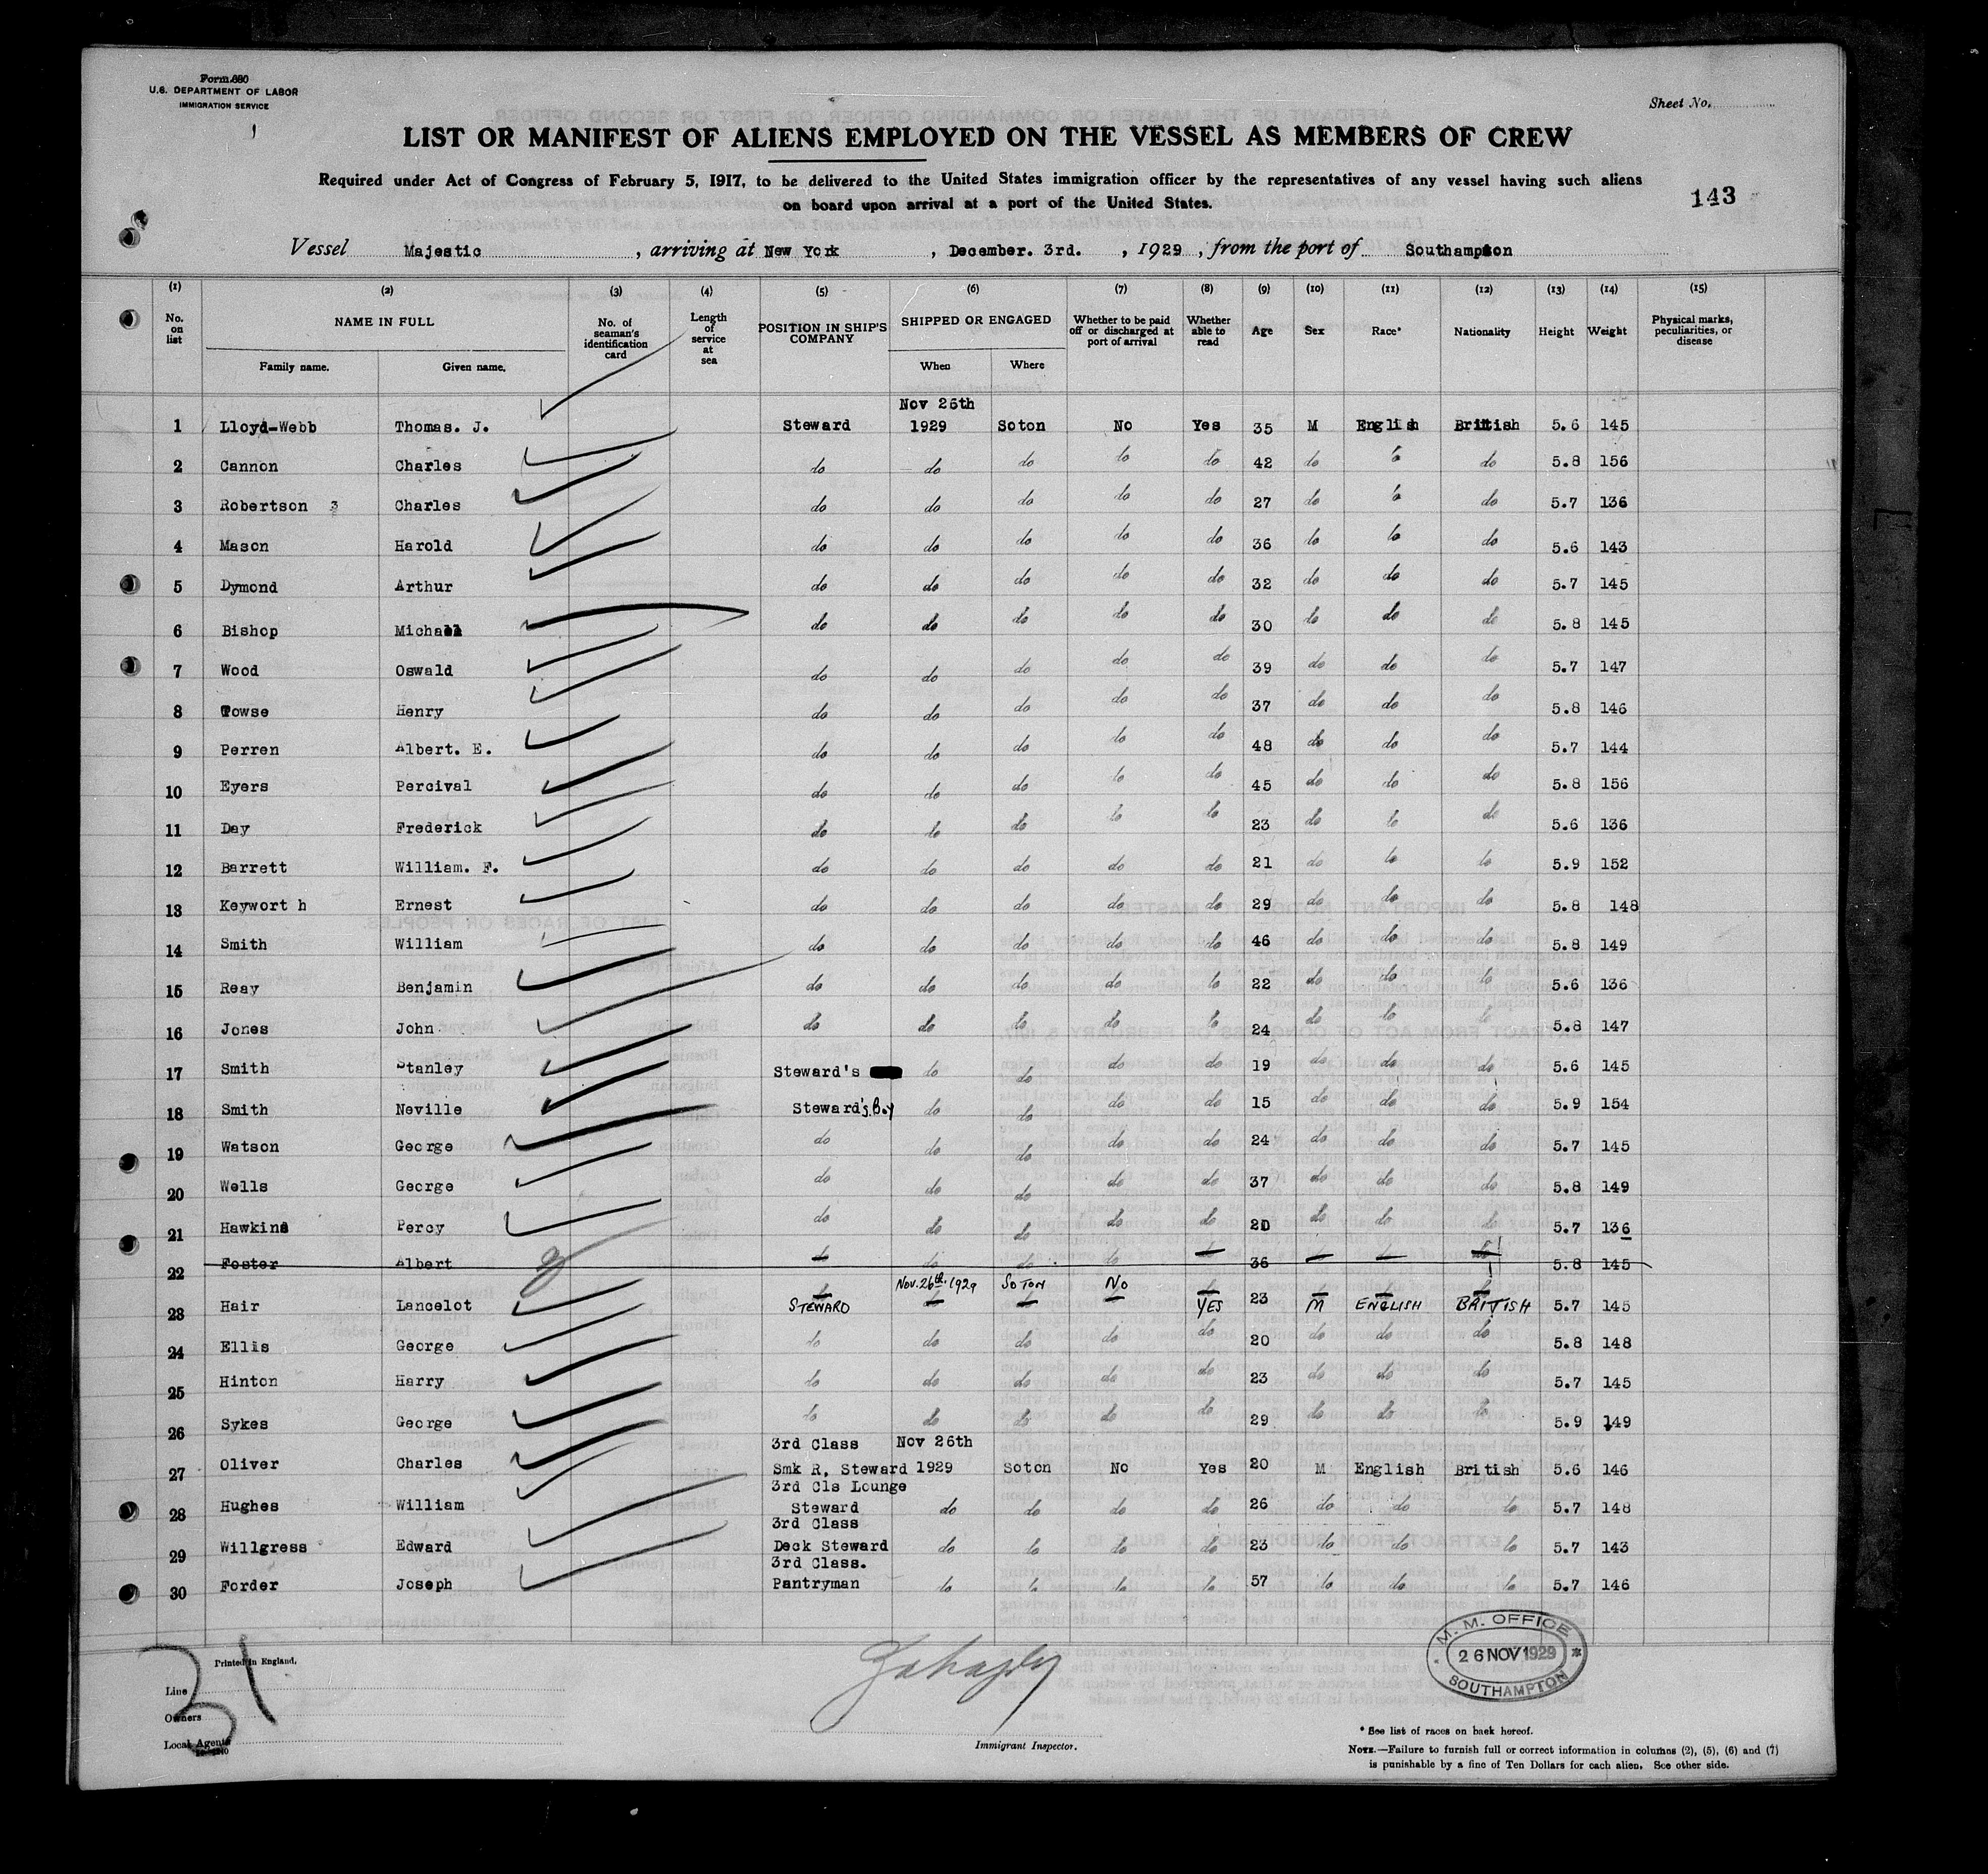 Form 680
U.S. DEPARTMENT OF LABOR
IMMIGRATION SERVICE
Sheet No.
LIST OR MANIFEST OF ALIENS EMPLOYED ON THE VESSEL AS MEMBERS OF CREW
Required under Act of Congress of February 5, 1917, to be delivered to the United States immigration officer by the representatives of any vessel having such aliens
on board upon arrival at a port of the United States.
143
Vessel Majestic, arriving at New York, December. 3rd., 1929, from the port of Southampton
(1) (2) (3) (4) (5) (6) (7) (8) (9) (10) (11) (12) (13) (14) (15)
No. on list NAME IN FULL No. of seaman's identification card Length of service at sea POSITION IN SHIP'S COMPANY SHIPPED OR ENGAGED Whether to be paid off or discharged at port of arrival Whether able to read Age Sex Race* Nationality Height Weight Physical marks, peculiarities, or disease
Family name. Given name. When Where
Nov 26th
1 Lloyd-Webb Thomas. J. Steward 1929 Soton No Yes 35 M English British 5.6 145
2 Cannon Charles do do do do do 42 do do do 5.8 156
3 Robertson 3 Charles do do do do do 27 do do do 5.7 136
4 Mason Harold do do do do do 36 do do do 5.6 143
5 Dymond Arthur do do do do do 32 do do do 5.7 145
6 Bishop Michael do do do do do 30 do do do 5.8 145
7 Wood Oswald do do do do do 39 do do do 5.7 147
8 Towse Henry do do do do do 37 do do do 5.8 146
9 Perren Albert. E. do do do do do 48 do do do 5.7 144
10 Eyers Percival do do do do do 45 do do do 5.8 156
11 Day Frederick do do do do do 23 do do do 5.6 136
12 Barrett William. F. do do do do do 21 do do do 5.9 152
13 Keywort h Ernest do do do do do 29 do do do 5.8 148
14 Smith William do do do do do 46 do do do 5.8 149
15 Reay Benjamin do do do do do 22 do do do 5.6 136
16 Jones John do do do do do 24 do do do 5.8 147
17 Smith Stanley Steward's do do do do 19 do do do 5.6 145
18 Smith Neville Steward's Boy do do do do 15 do do do 5.9 154
19 Watson George do do do do do 24 do do do 5.7 145
20 Wells George do do do do do 37 do do do 5.8 149
21 Hawkins Percy do do do do do 20 do do do 5.7 136
22 Foster Albert do do do do do 36 do do do 5.8 145
Nov. 26th. 1929 SOTON No
23 Hair Lancelot STEWARD YES 23 M ENGLISH BRITISH 5.7 145
24 Ellis George do do do do do 20 do do do 5.8 148
25 Hinton Harry do do do do do 23 do do do 5.7 145
26 Sykes George do do do do do 29 do do do 5.9 149
3rd Class Nov 26th
27 Oliver Charles Smk R, Steward 1929 Soton No Yes 20 M English British 5.6 146
3rd Cls Lounge
28 Hughes William Steward do do do do 26 do do do 5.7 148
3rd Class
29 Willgress Edward Deck Steward do do do do 23 do do do 5.7 143
3rd Class.
30 Forder Joseph Pantryman do do do do 57 do do do 5.7 146
31
Printed in England.
Line
Owners
Local Agents
Immigrant Inspector.
M. M. OFFICE
26 NOV 1929
SOUTHAMPTON
* See list of races on back hereof.
NOTE.—Failure to furnish full or correct information in columns (2), (5), (6) and (7)
is punishable by a fine of Ten Dollars for each alien. See other side.